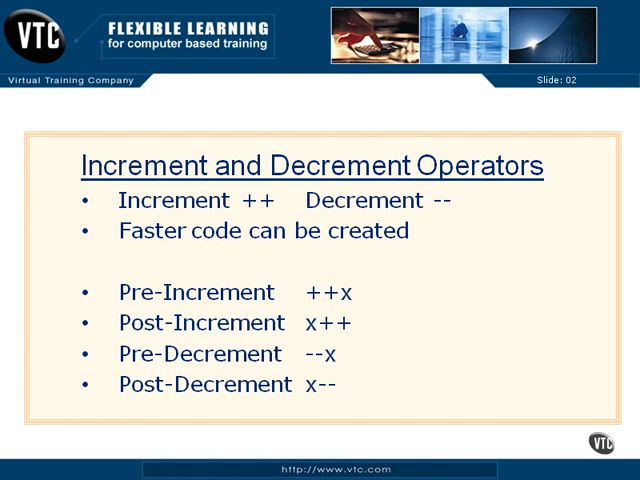 VTC
FLEXIBLE LEARNING
for computer based training
Virtual Training Company
Slide: 02
Increment and Decrement Operators
• Increment ++ Decrement --
• Faster code can be created
• Pre-Increment ++x
• Post-Increment x++
• Pre-Decrement --x
• Post-Decrement x--
VTC
http://www.vtc.com